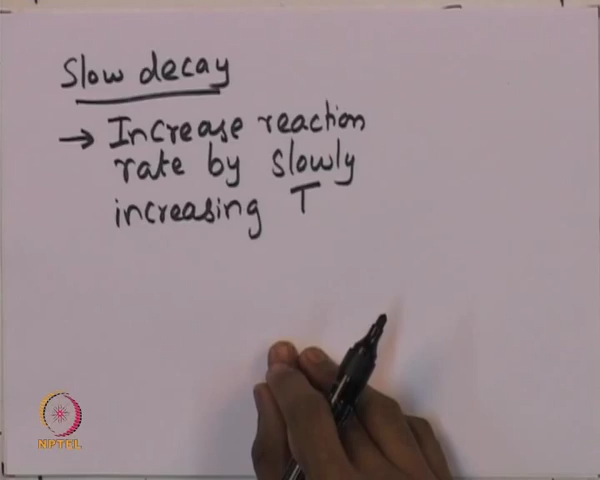 Slow decay
→ Increase reaction
rate by slowly
increasing T
NPTEL